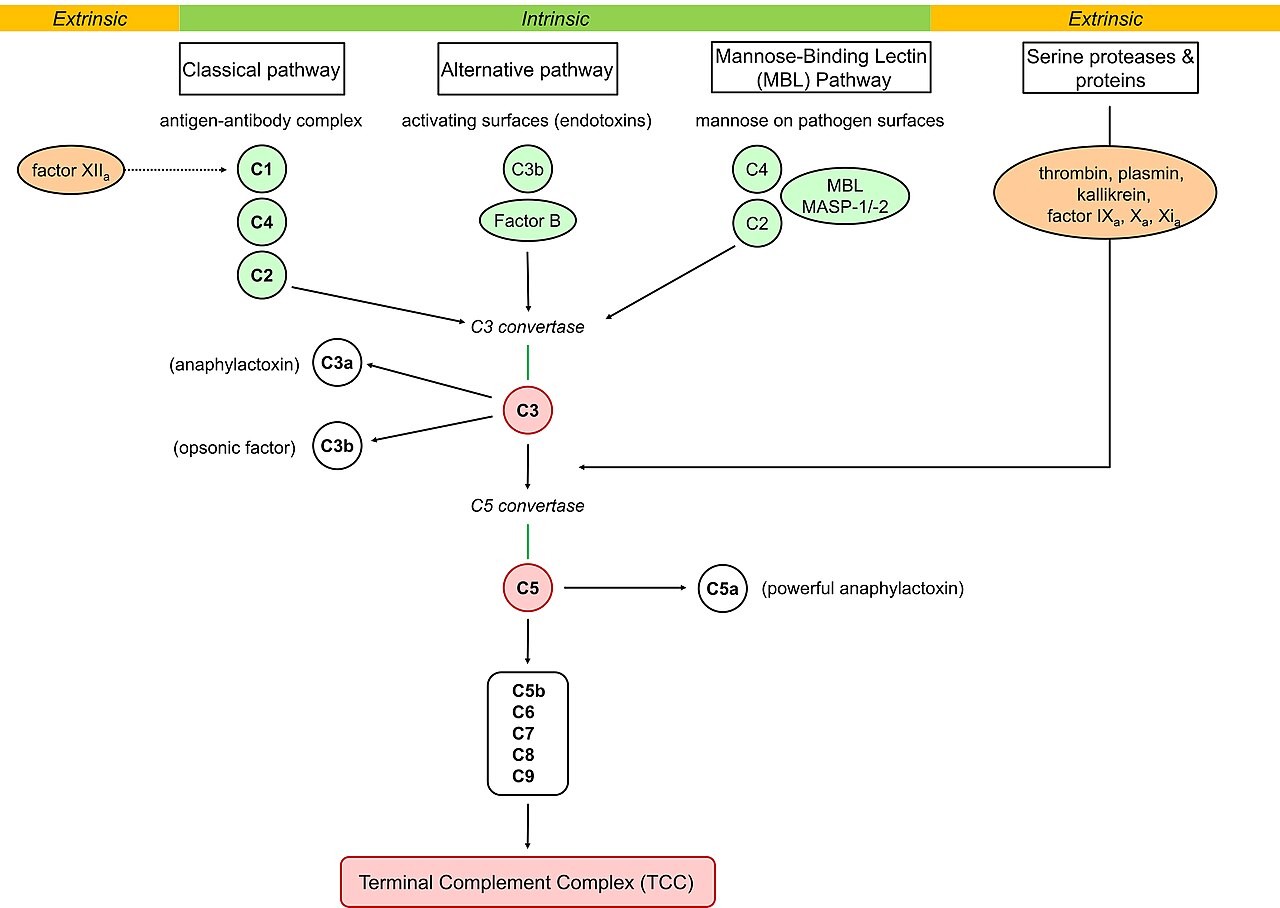 Extrinsic
Intrinsic
Extrinsic
Classical pathway
Alternative pathway
Mannose-Binding Lectin
(MBL) Pathway
Serine proteases &
proteins
antigen-antibody complex
activating surfaces (endotoxins)
mannose on pathogen surfaces
factor XIIa
C1
C4
C2
C3b
Factor B
C4
C2
MBL
MASP-1/-2
thrombin, plasmin,
kallikrein,
factor IXa, Xa, Xia
C3 convertase
(anaphylactoxin)
C3a
C3
(opsonic factor)
C3b
C5 convertase
C5
C5a
(powerful anaphylactoxin)
C5b
C6
C7
C8
C9
Terminal Complement Complex (TCC)